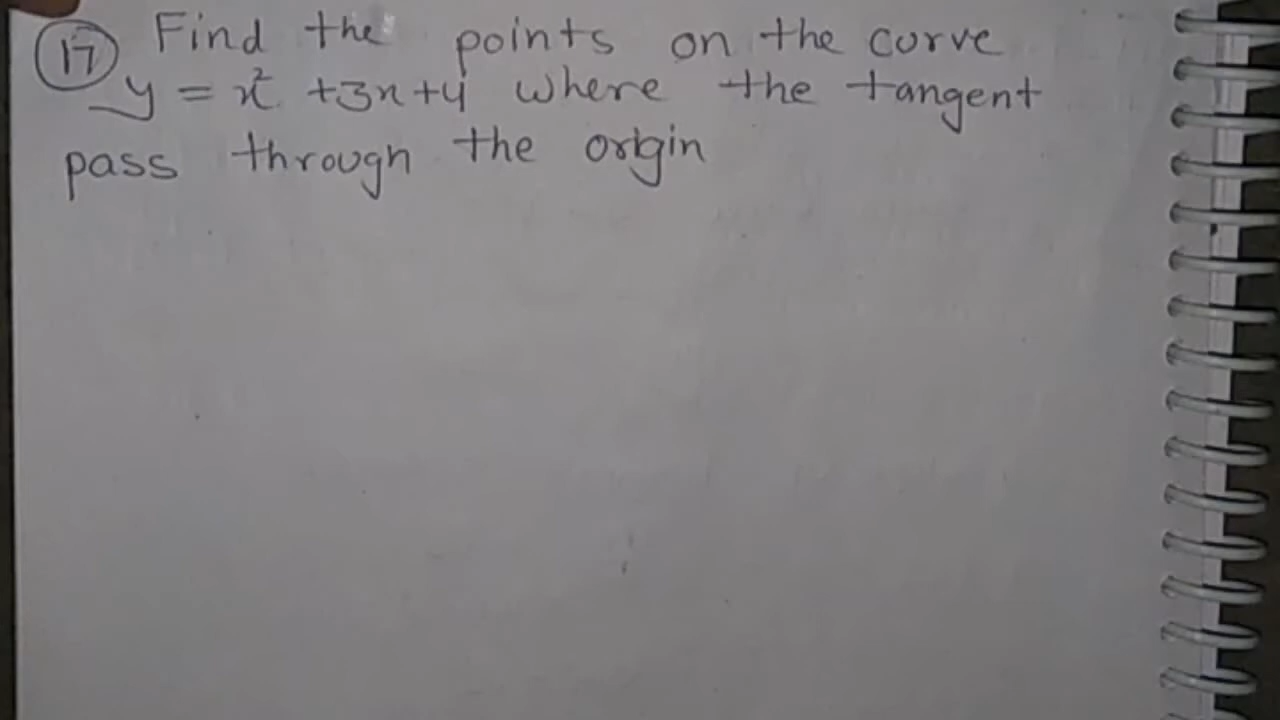 17 Find the points on the curve
y = x² + 3x + 4 where the tangent
pass through the origin